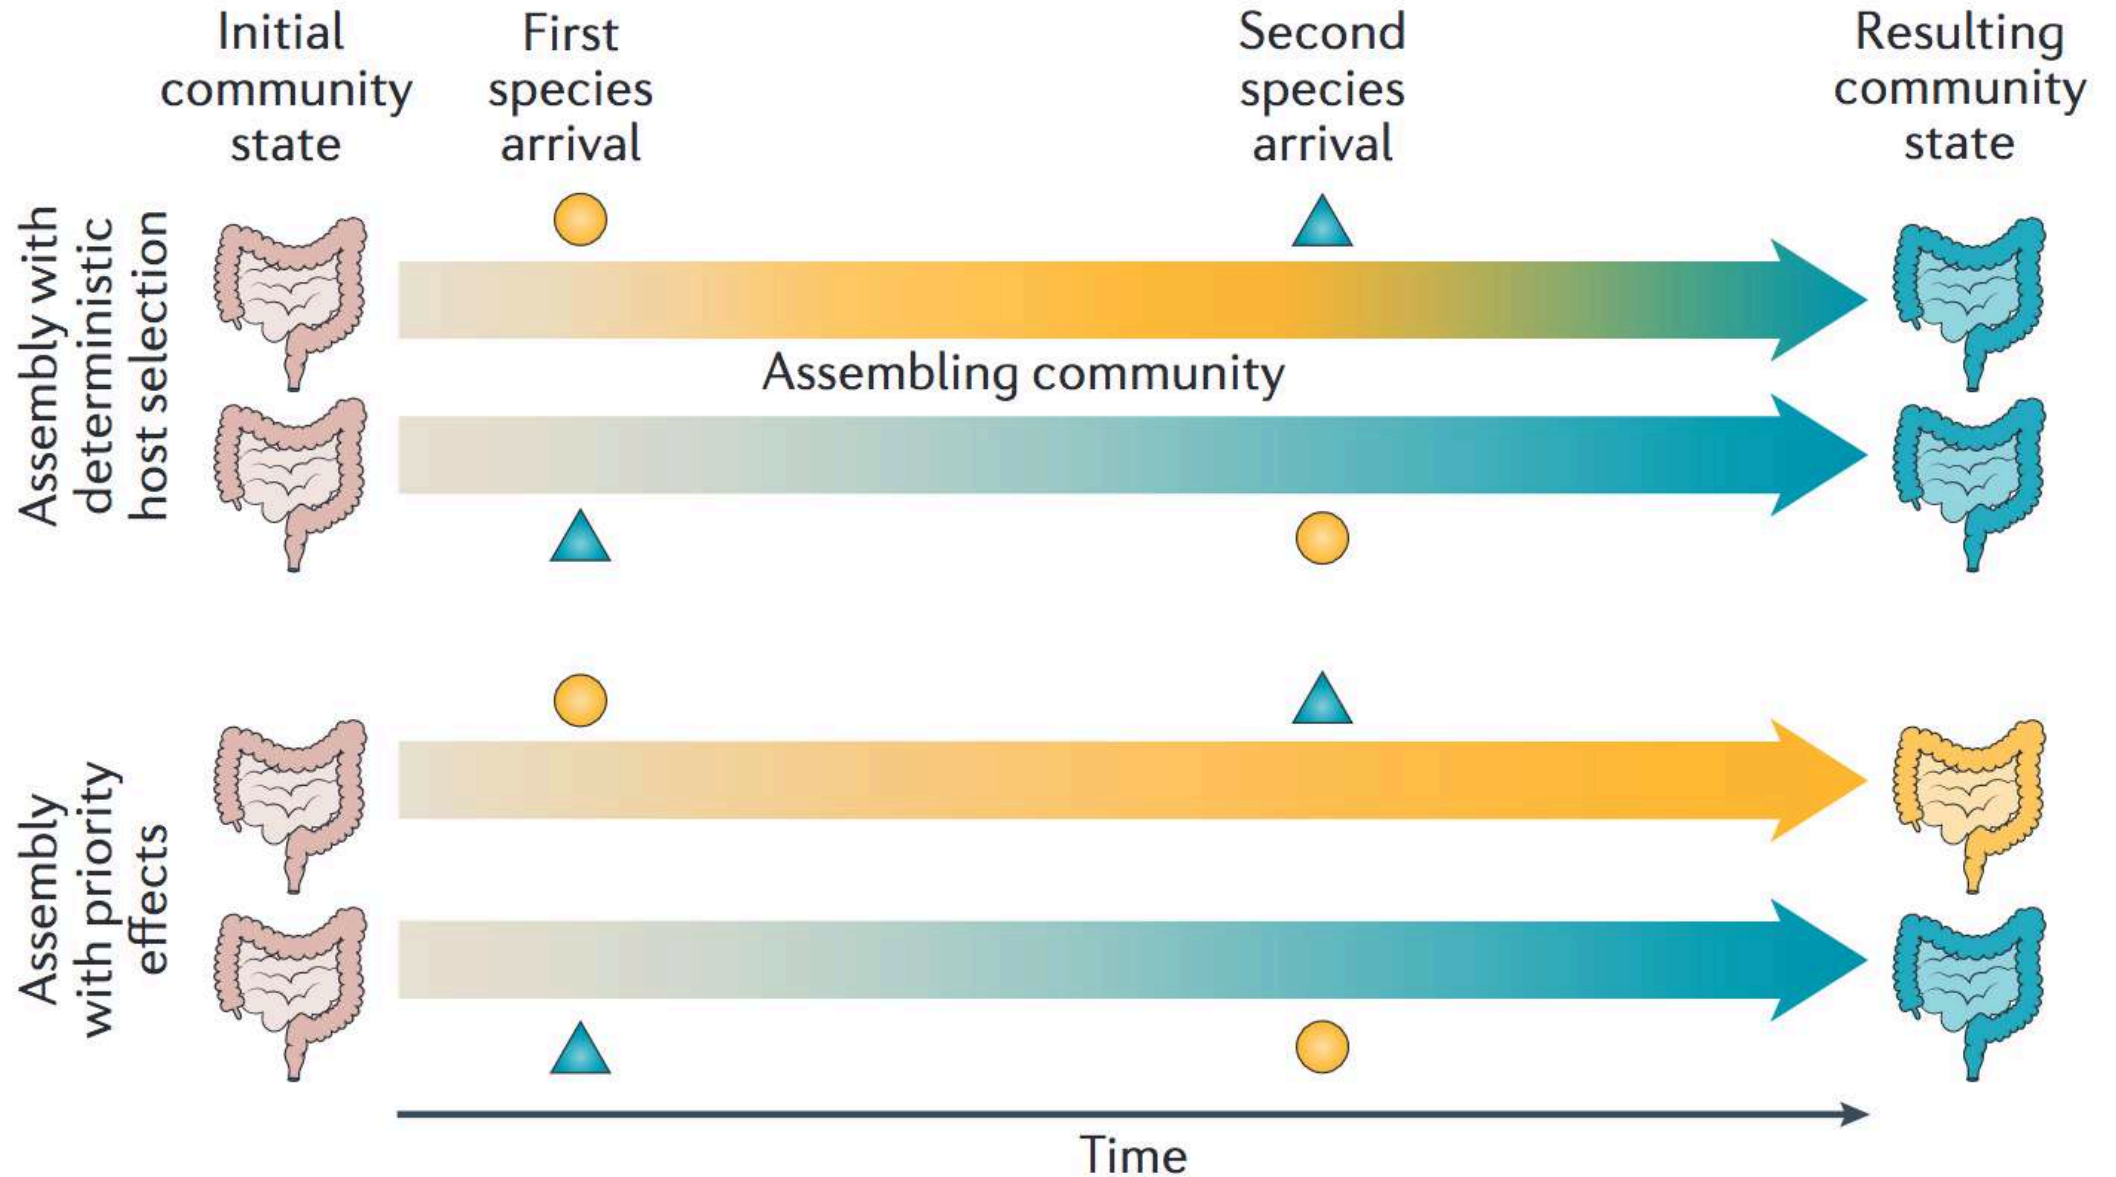 Initial
community
state
First
species
arrival
Second
species
arrival
Resulting
community
state
Assembly with
deterministic
host selection
Assembling community
Assembly
with priority
effects
Time